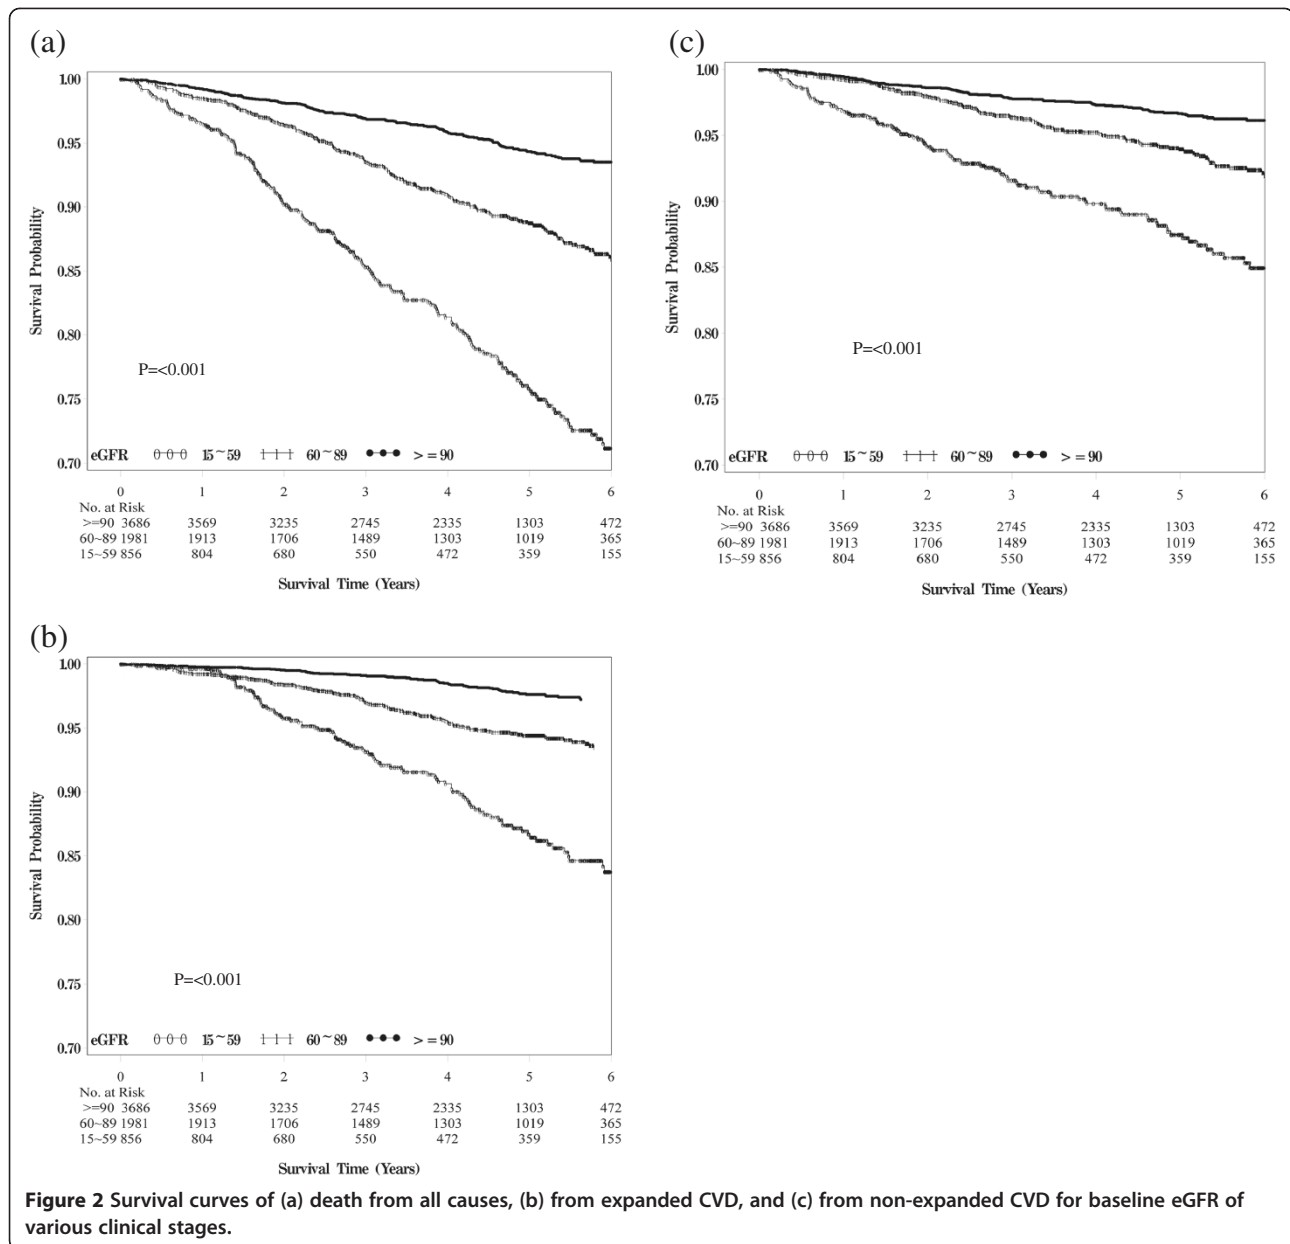 (a)
1.00
0.95
0.90
0.85
0.80
0.75
0.70
Survival Probability
P=<0.001
eGFR 15~59 60~89 >=90
0 1 2 3 4 5 6
No. at Risk
>=90 3686 3569 3235 2745 2335 1303 472
60~89 1981 1913 1706 1489 1303 1019 365
15~59 856 804 680 550 472 359 155
Survival Time (Years)
(c)
1.00
0.95
0.90
0.85
0.80
0.75
0.70
Survival Probability
P=<0.001
eGFR 15~59 60~89 >=90
0 1 2 3 4 5 6
No. at Risk
>=90 3686 3569 3235 2745 2335 1303 472
60~89 1981 1913 1706 1489 1303 1019 365
15~59 856 804 680 550 472 359 155
Survival Time (Years)
(b)
1.00
0.95
0.90
0.85
0.80
0.75
0.70
Survival Probability
P=<0.001
eGFR 15~59 60~89 >=90
0 1 2 3 4 5 6
No. at Risk
>=90 3686 3569 3235 2745 2335 1303 472
60~89 1981 1913 1706 1489 1303 1019 365
15~59 856 804 680 550 472 359 155
Survival Time (Years)
Figure 2 Survival curves of (a) death from all causes, (b) from expanded CVD, and (c) from non-expanded CVD for baseline eGFR of
various clinical stages.